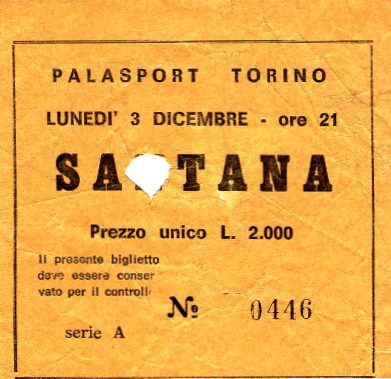 PALASPORT TORINO
LUNEDI' 3 DICEMBRE - ore 21
SANTANA
Prezzo unico L. 2.000
Il presente biglietto
deve essere conser
vato per il controllo
№ 0446
serie A